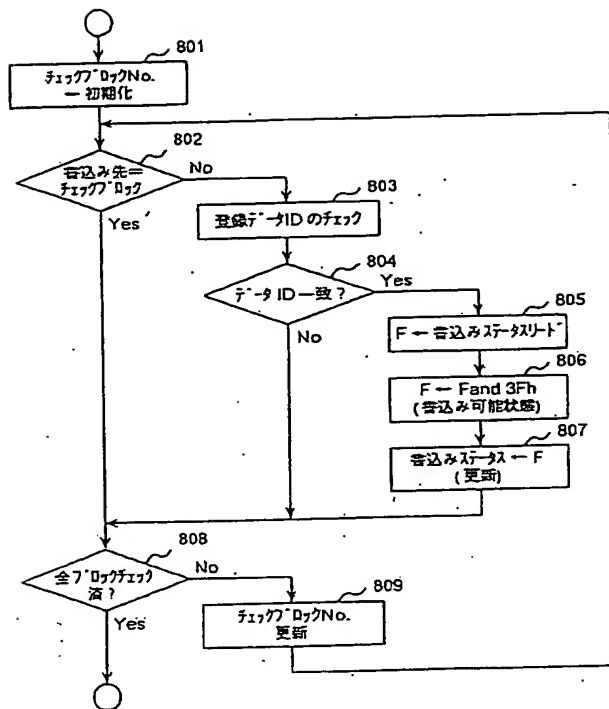 801
チェックブロックNo.
← 初期化
802
書込み先=
チェックブロック
No
Yes
803
登録データIDのチェック
804
データID一致?
Yes
No
805
F ← 書込みステータスリード
806
F ← Fand 3Fh
(書込み可能状態)
807
書込みステータス ← F
(更新)
808
全ブロックチェック
済?
No
Yes
809
チェックブロックNo.
更新